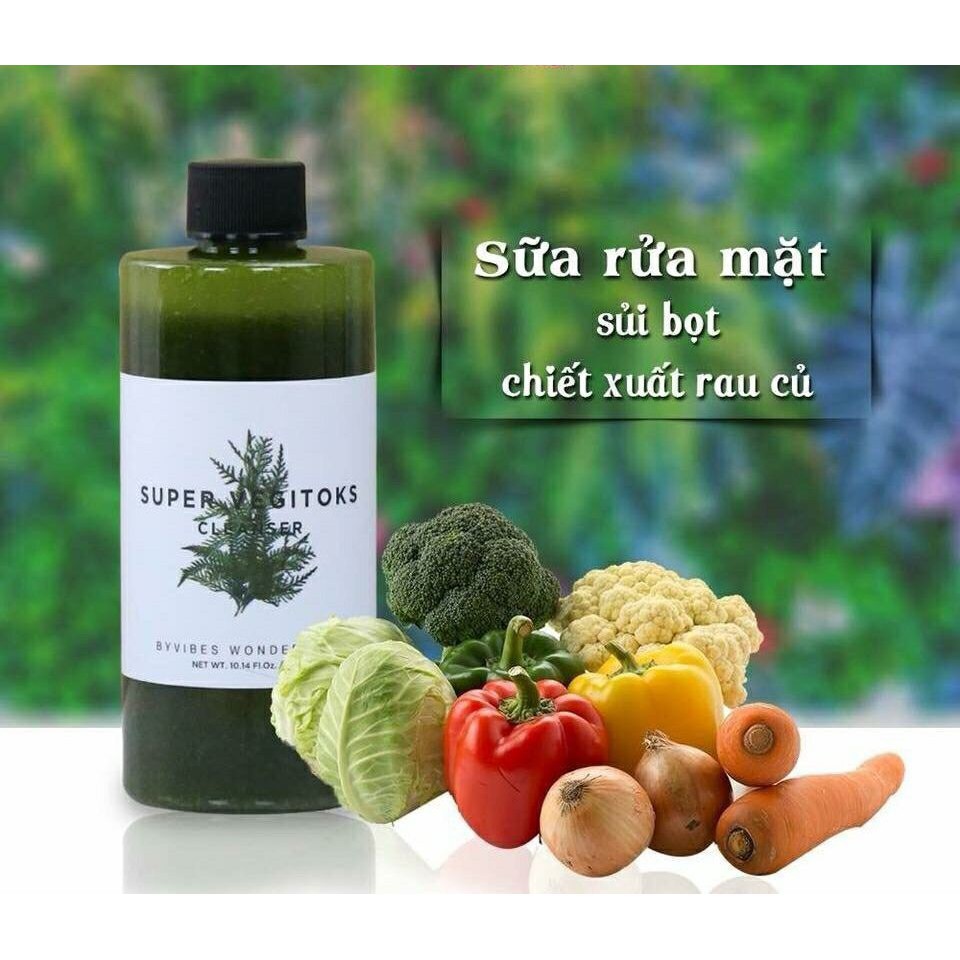 Sữa rửa mặt
sủi bọt
chiết xuất rau củ
SUPER VEGITOKS
CLEANSER
BYVIBES
NET WT. 10.14 Fl.Oz.